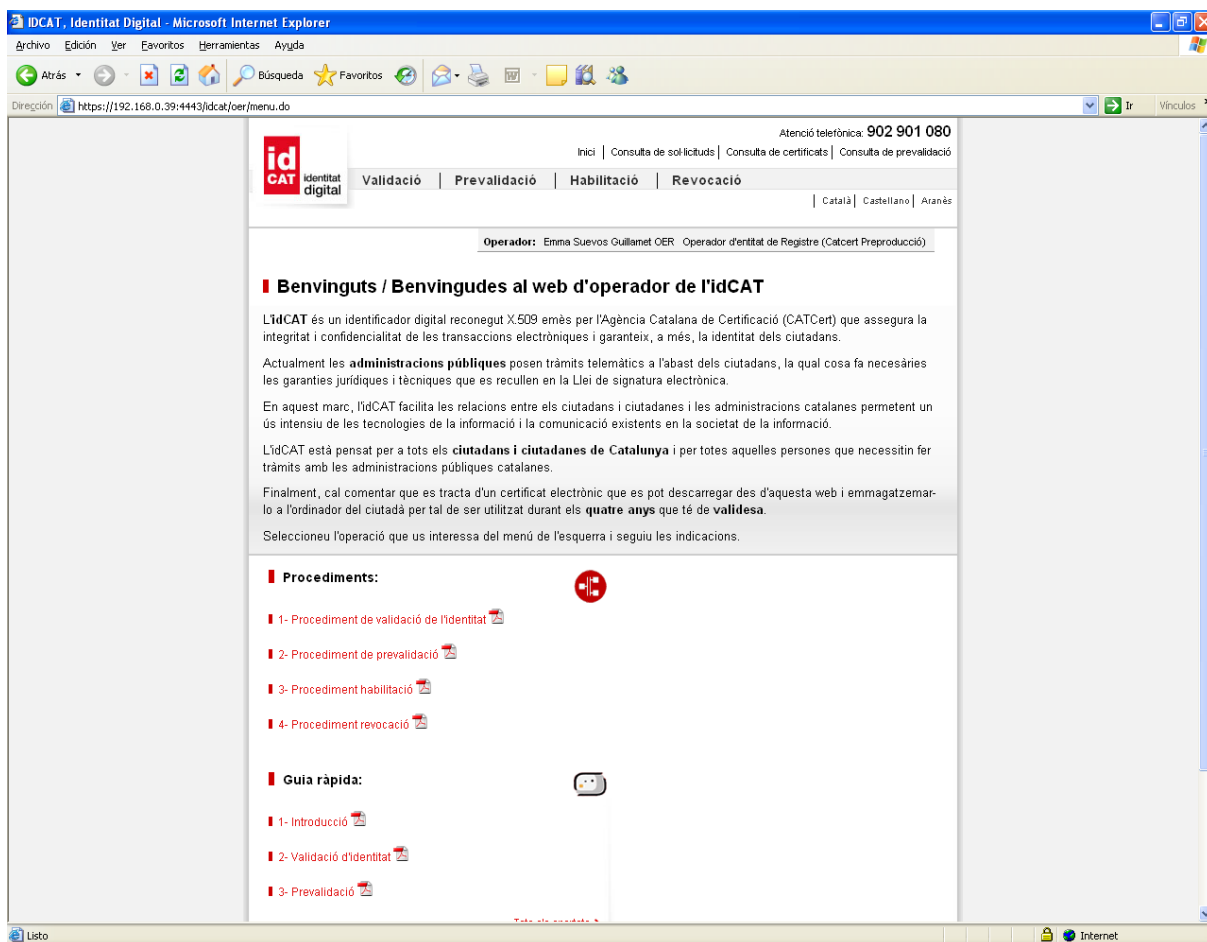 IDCAT, Identitat Digital - Microsoft Internet Explorer
Archivo Edición Ver Favoritos Herramientas Ayuda
Atrás Búsqueda Favoritos
Dirección https://192.168.0.39:4443/idcat/oer/menu.do Ir Vínculos
Atenció telefònica: 902 901 080
Inici | Consulta de sol·licituds | Consulta de certificats | Consulta de prevalidació
id CAT identitat digital
Validació | Prevalidació | Habilitació | Revocació
| Català | Castellano | Aranès
Operador: Emma Suevos Guillamet OER Operador d'entitat de Registre (Catcert Preproducció)
Benvinguts / Benvingudes al web d'operador de l'idCAT
L'idCAT és un identificador digital reconegut X.509 emès per l'Agència Catalana de Certificació (CATCert) que assegura la
integritat i confidencialitat de les transaccions electròniques i garanteix, a més, la identitat dels ciutadans.
Actualment les administracions públiques posen tràmits telemàtics a l'abast dels ciutadans, la qual cosa fa necesàries
les garanties jurídiques i tècniques que es recullen en la Llei de signatura electrònica.
En aquest marc, l'idCAT facilita les relacions entre els ciutadans i ciutadanes i les administracions catalanes permetent un
ús intensiu de les tecnologies de la informació i la comunicació existents en la societat de la informació.
L'idCAT està pensat per a tots els ciutadans i ciutadanes de Catalunya i per totes aquelles persones que necessitin fer
tràmits amb les administracions públiques catalanes.
Finalment, cal comentar que es tracta d'un certificat electrònic que es pot descarregar des d'aquesta web i emmagatzemar-
lo a l'ordinador del ciutadà per tal de ser utilitzat durant els quatre anys que té de validesa.
Seleccioneu l'operació que us interessa del menú de l'esquerra i seguiu les indicacions.
Procediments:
1- Procediment de validació de l'identitat
2- Procediment de prevalidació
3- Procediment habilitació
4- Procediment revocació
Guia ràpida:
1- Introducció
2- Validació d'identitat
3- Prevalidació
Listo Internet